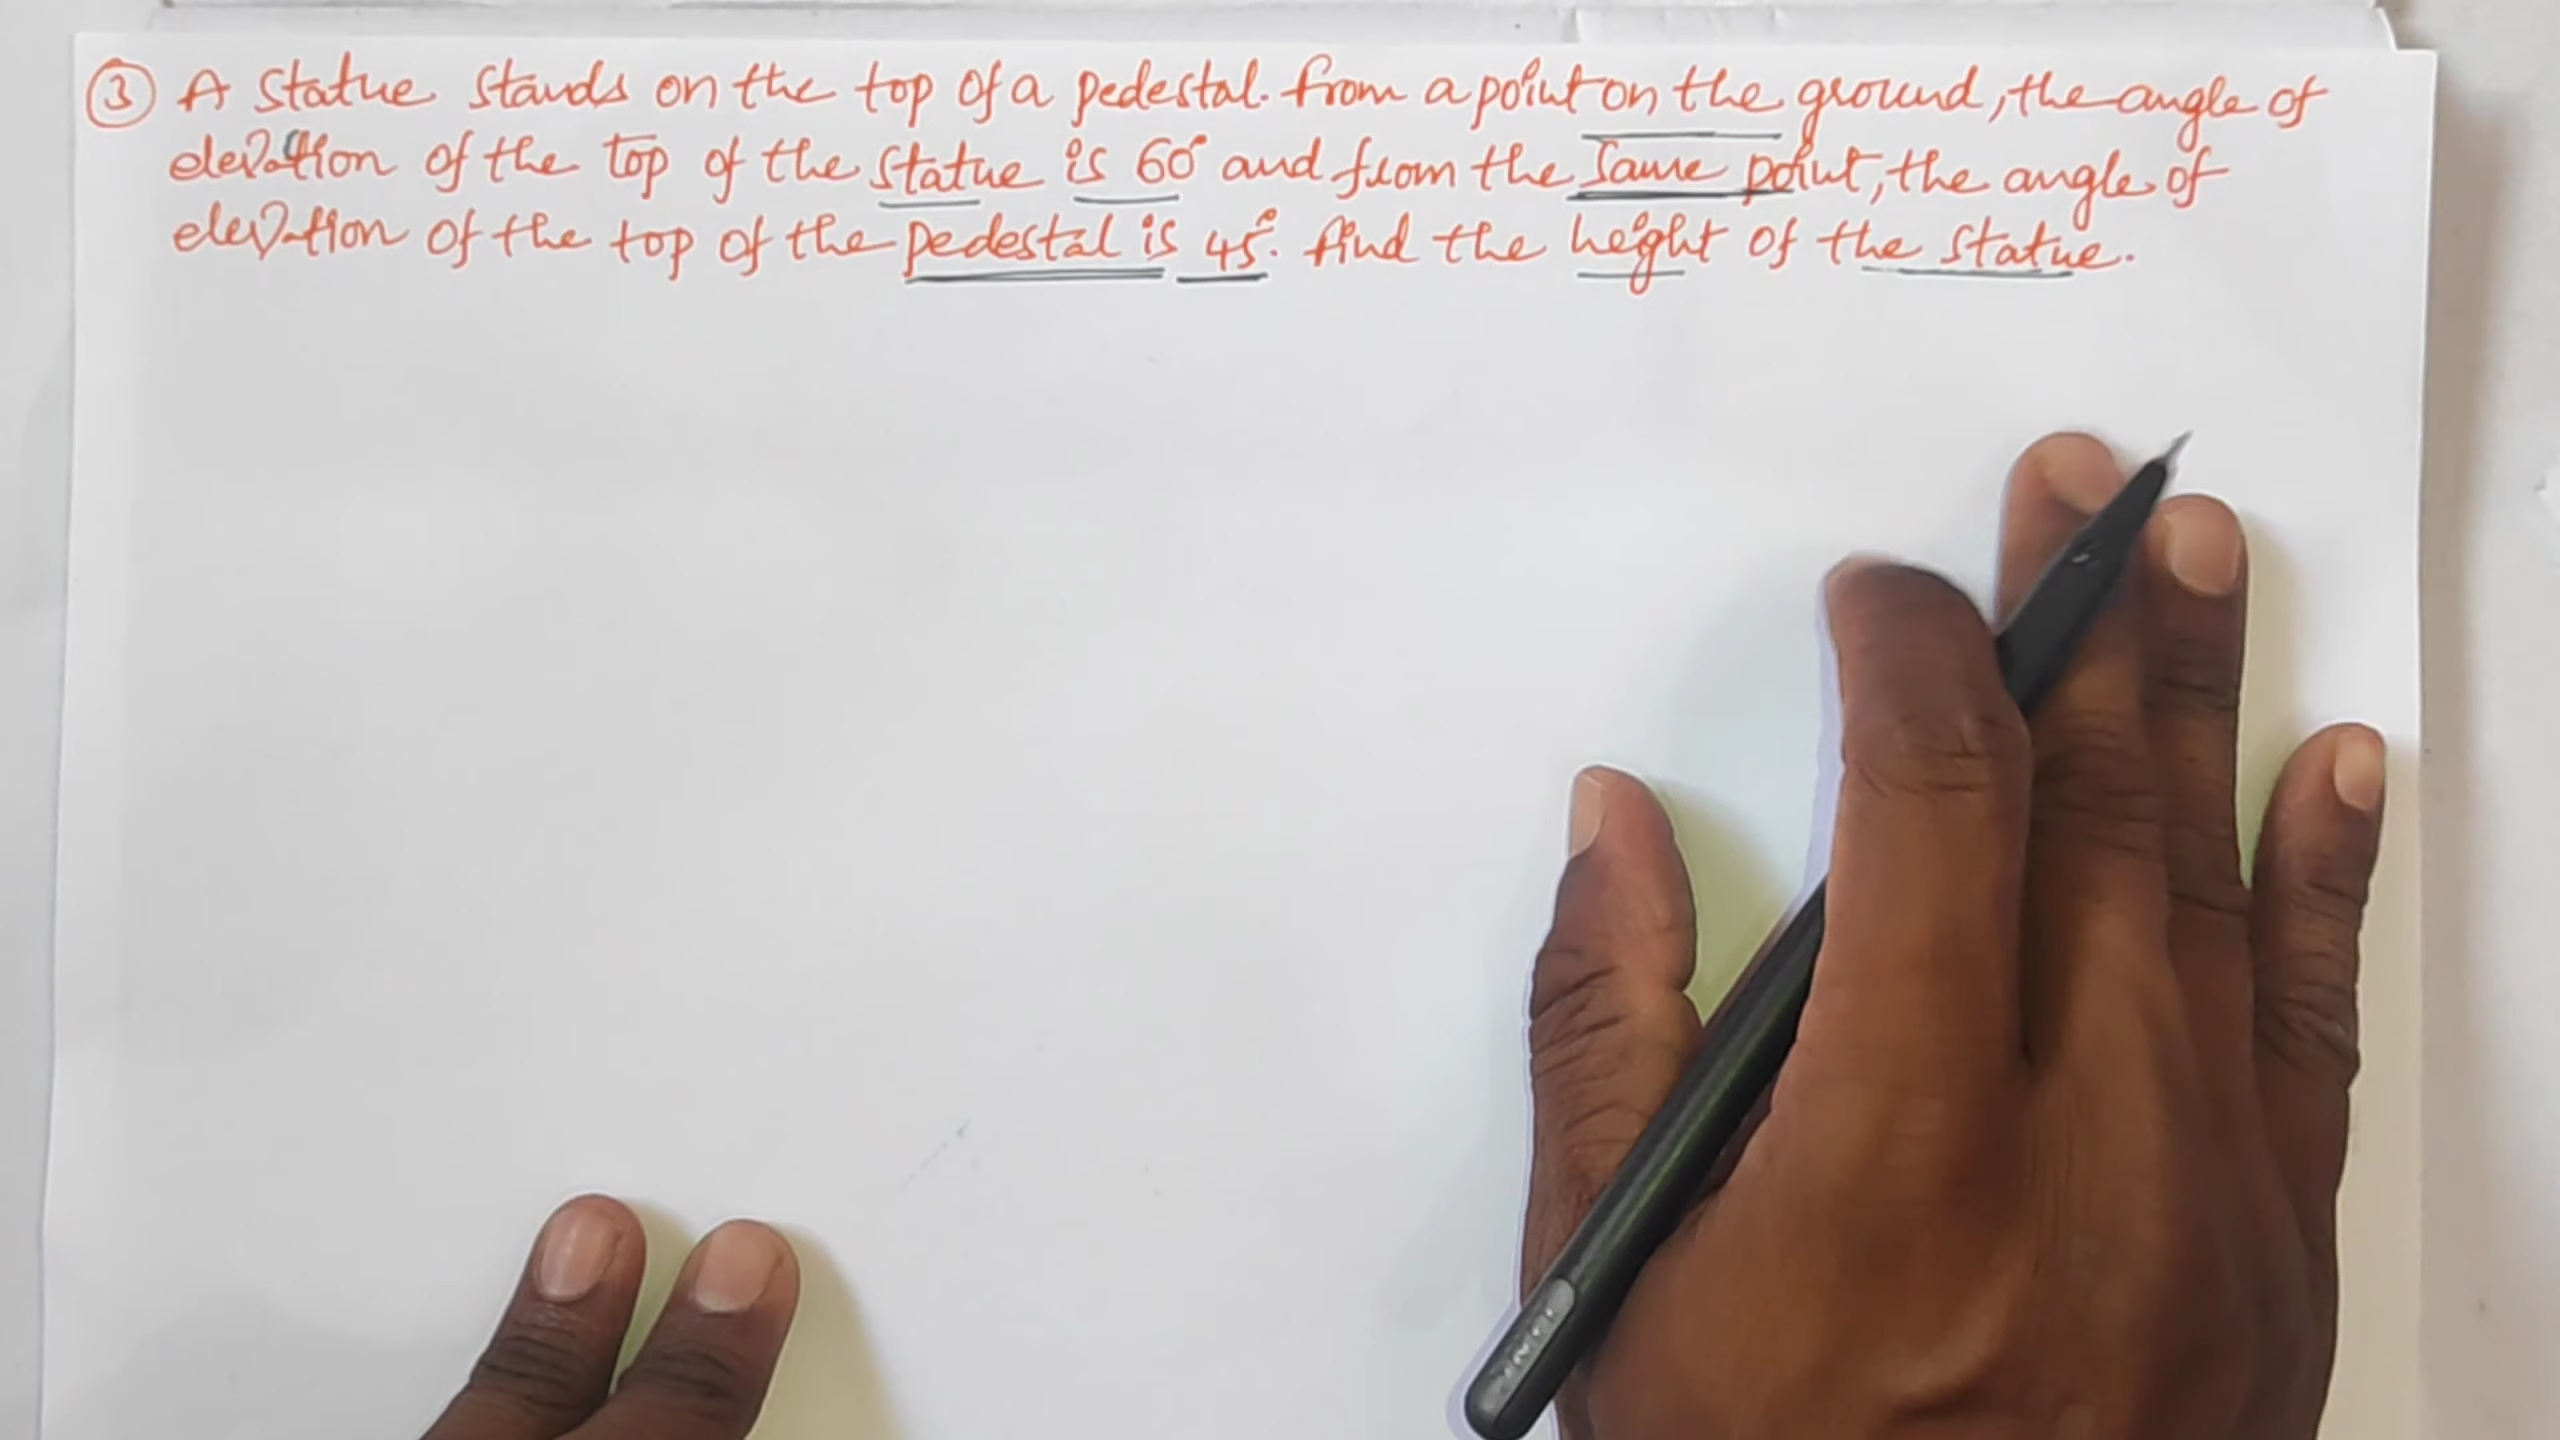 ③ A statue stands on the top of a pedestal. from a point on the ground, the angle of
elevation of the top of the statue is 60° and from the same point, the angle of
elevation of the top of the pedestal is 45°. find the height of the statue.